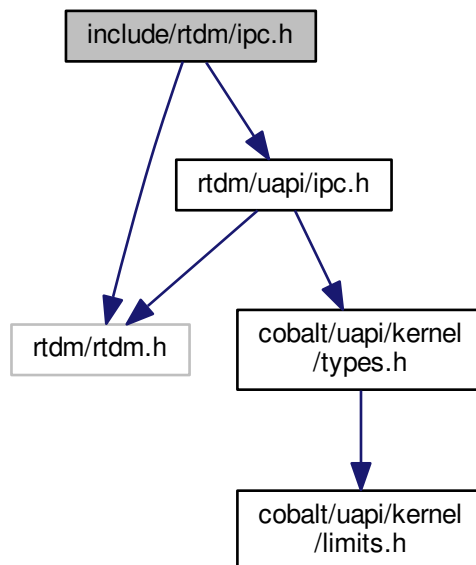 include/rtdm/ipc.h
rtdm/uapi/ipc.h
rtdm/rtdm.h
cobalt/uapi/kernel
/types.h
cobalt/uapi/kernel
/limits.h